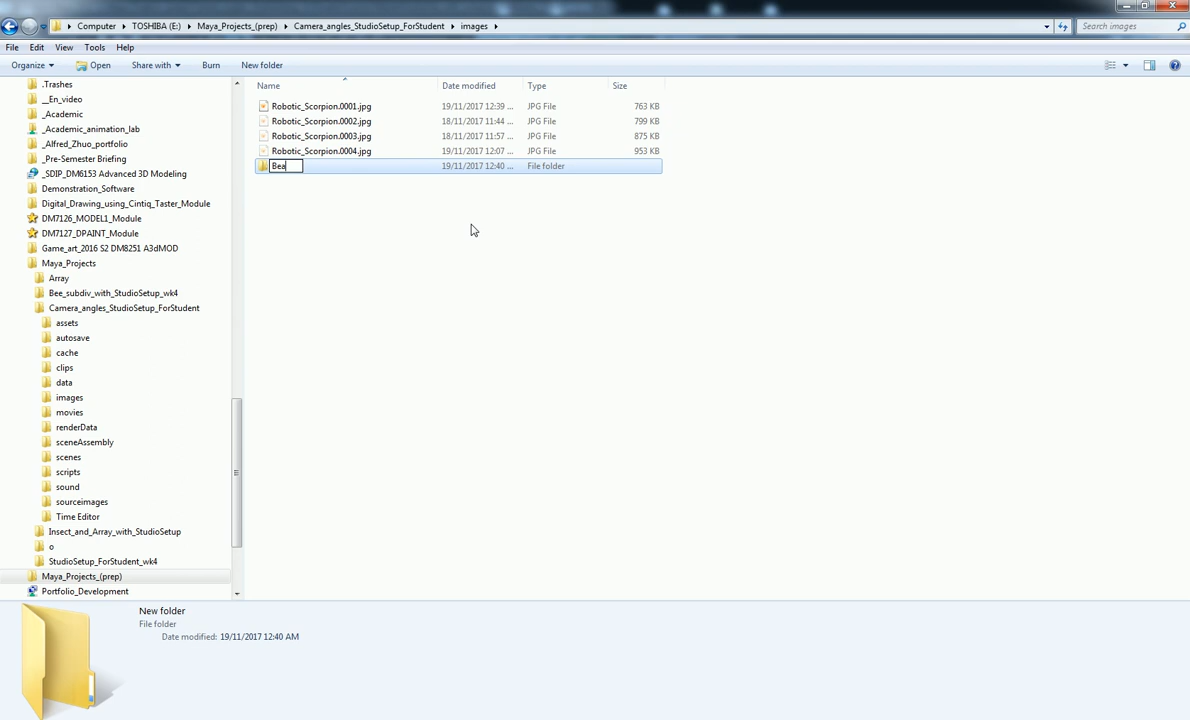 Computer TOSHIBA (E:) Maya_Projects_(prep) Camera_angles_StudioSetup_ForStudent images Search images
File Edit View Tools Help
Organize Open Share with Burn New folder
.Trashes
__En_video
_Academic
_Academic_animation_lab
_Alfred_Zhuo_portfolio
_Pre-Semester Briefing
_SDIP_DM6153 Advanced 3D Modeling
Demonstration_Software
Digital_Drawing_using_Cintiq_Taster_Module
DM7126_MODEL1_Module
DM7127_DPAINT_Module
Game_art_2016 S2 DM8251 A3dMOD
Maya_Projects
Array
Bee_subdiv_with_StudioSetup_wk4
Camera_angles_StudioSetup_ForStudent
assets
autosave
cache
clips
data
images
movies
renderData
sceneAssembly
scenes
scripts
sound
sourceimages
Time Editor
Insect_and_Array_with_StudioSetup
o
StudioSetup_ForStudent_wk4
Maya_Projects_(prep)
Portfolio_Development
Name Date modified Type Size
Robotic_Scorpion.0001.jpg 19/11/2017 12:39 ... JPG File 763 KB
Robotic_Scorpion.0002.jpg 18/11/2017 11:44 ... JPG File 799 KB
Robotic_Scorpion.0003.jpg 18/11/2017 11:57 ... JPG File 875 KB
Robotic_Scorpion.0004.jpg 19/11/2017 12:07 ... JPG File 953 KB
Bea 19/11/2017 12:40 ... File folder
New folder
File folder
Date modified: 19/11/2017 12:40 AM